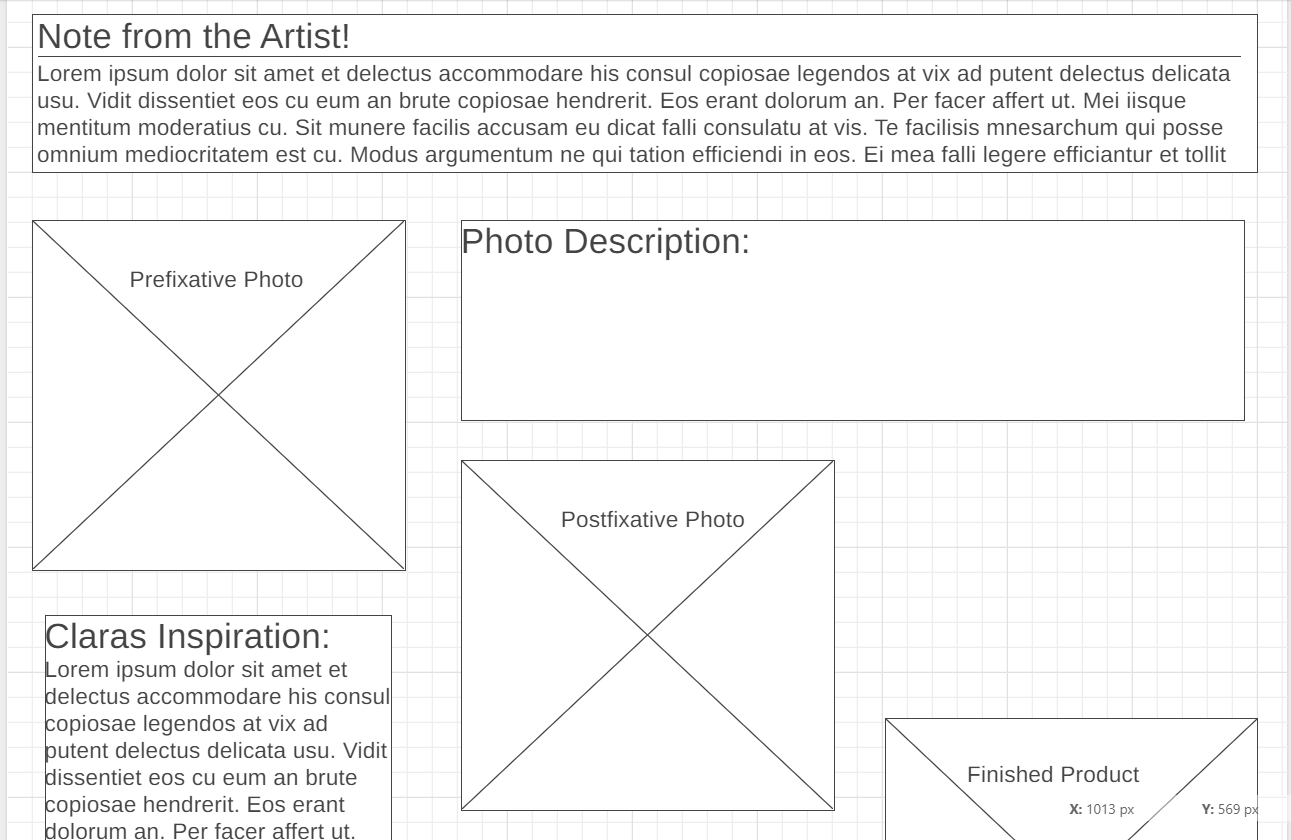 Note from the Artist!
Lorem ipsum dolor sit amet et delectus accommodare his consul copiosae legendos at vix ad putent delectus delicata
usu. Vidit dissentiet eos cu eum an brute copiosae hendrerit. Eos erant dolorum an. Per facer affert ut. Mei iisque
mentitum moderatius cu. Sit munere facilis accusam eu dicat falli consulatu at vis. Te facilisis mnesarchum qui posse
omnium mediocritatem est cu. Modus argumentum ne qui tation efficiendi in eos. Ei mea falli legere efficiantur et tollit
Prefixative Photo
Photo Description:
Postfixative Photo
Claras Inspiration:
Lorem ipsum dolor sit amet et
delectus accommodare his consul
copiosae legendos at vix ad
putent delectus delicata usu. Vidit
dissentiet eos cu eum an brute
copiosae hendrerit. Eos erant
dolorum an. Per facer affert ut.
Finished Product
X: 1013 px Y: 569 px